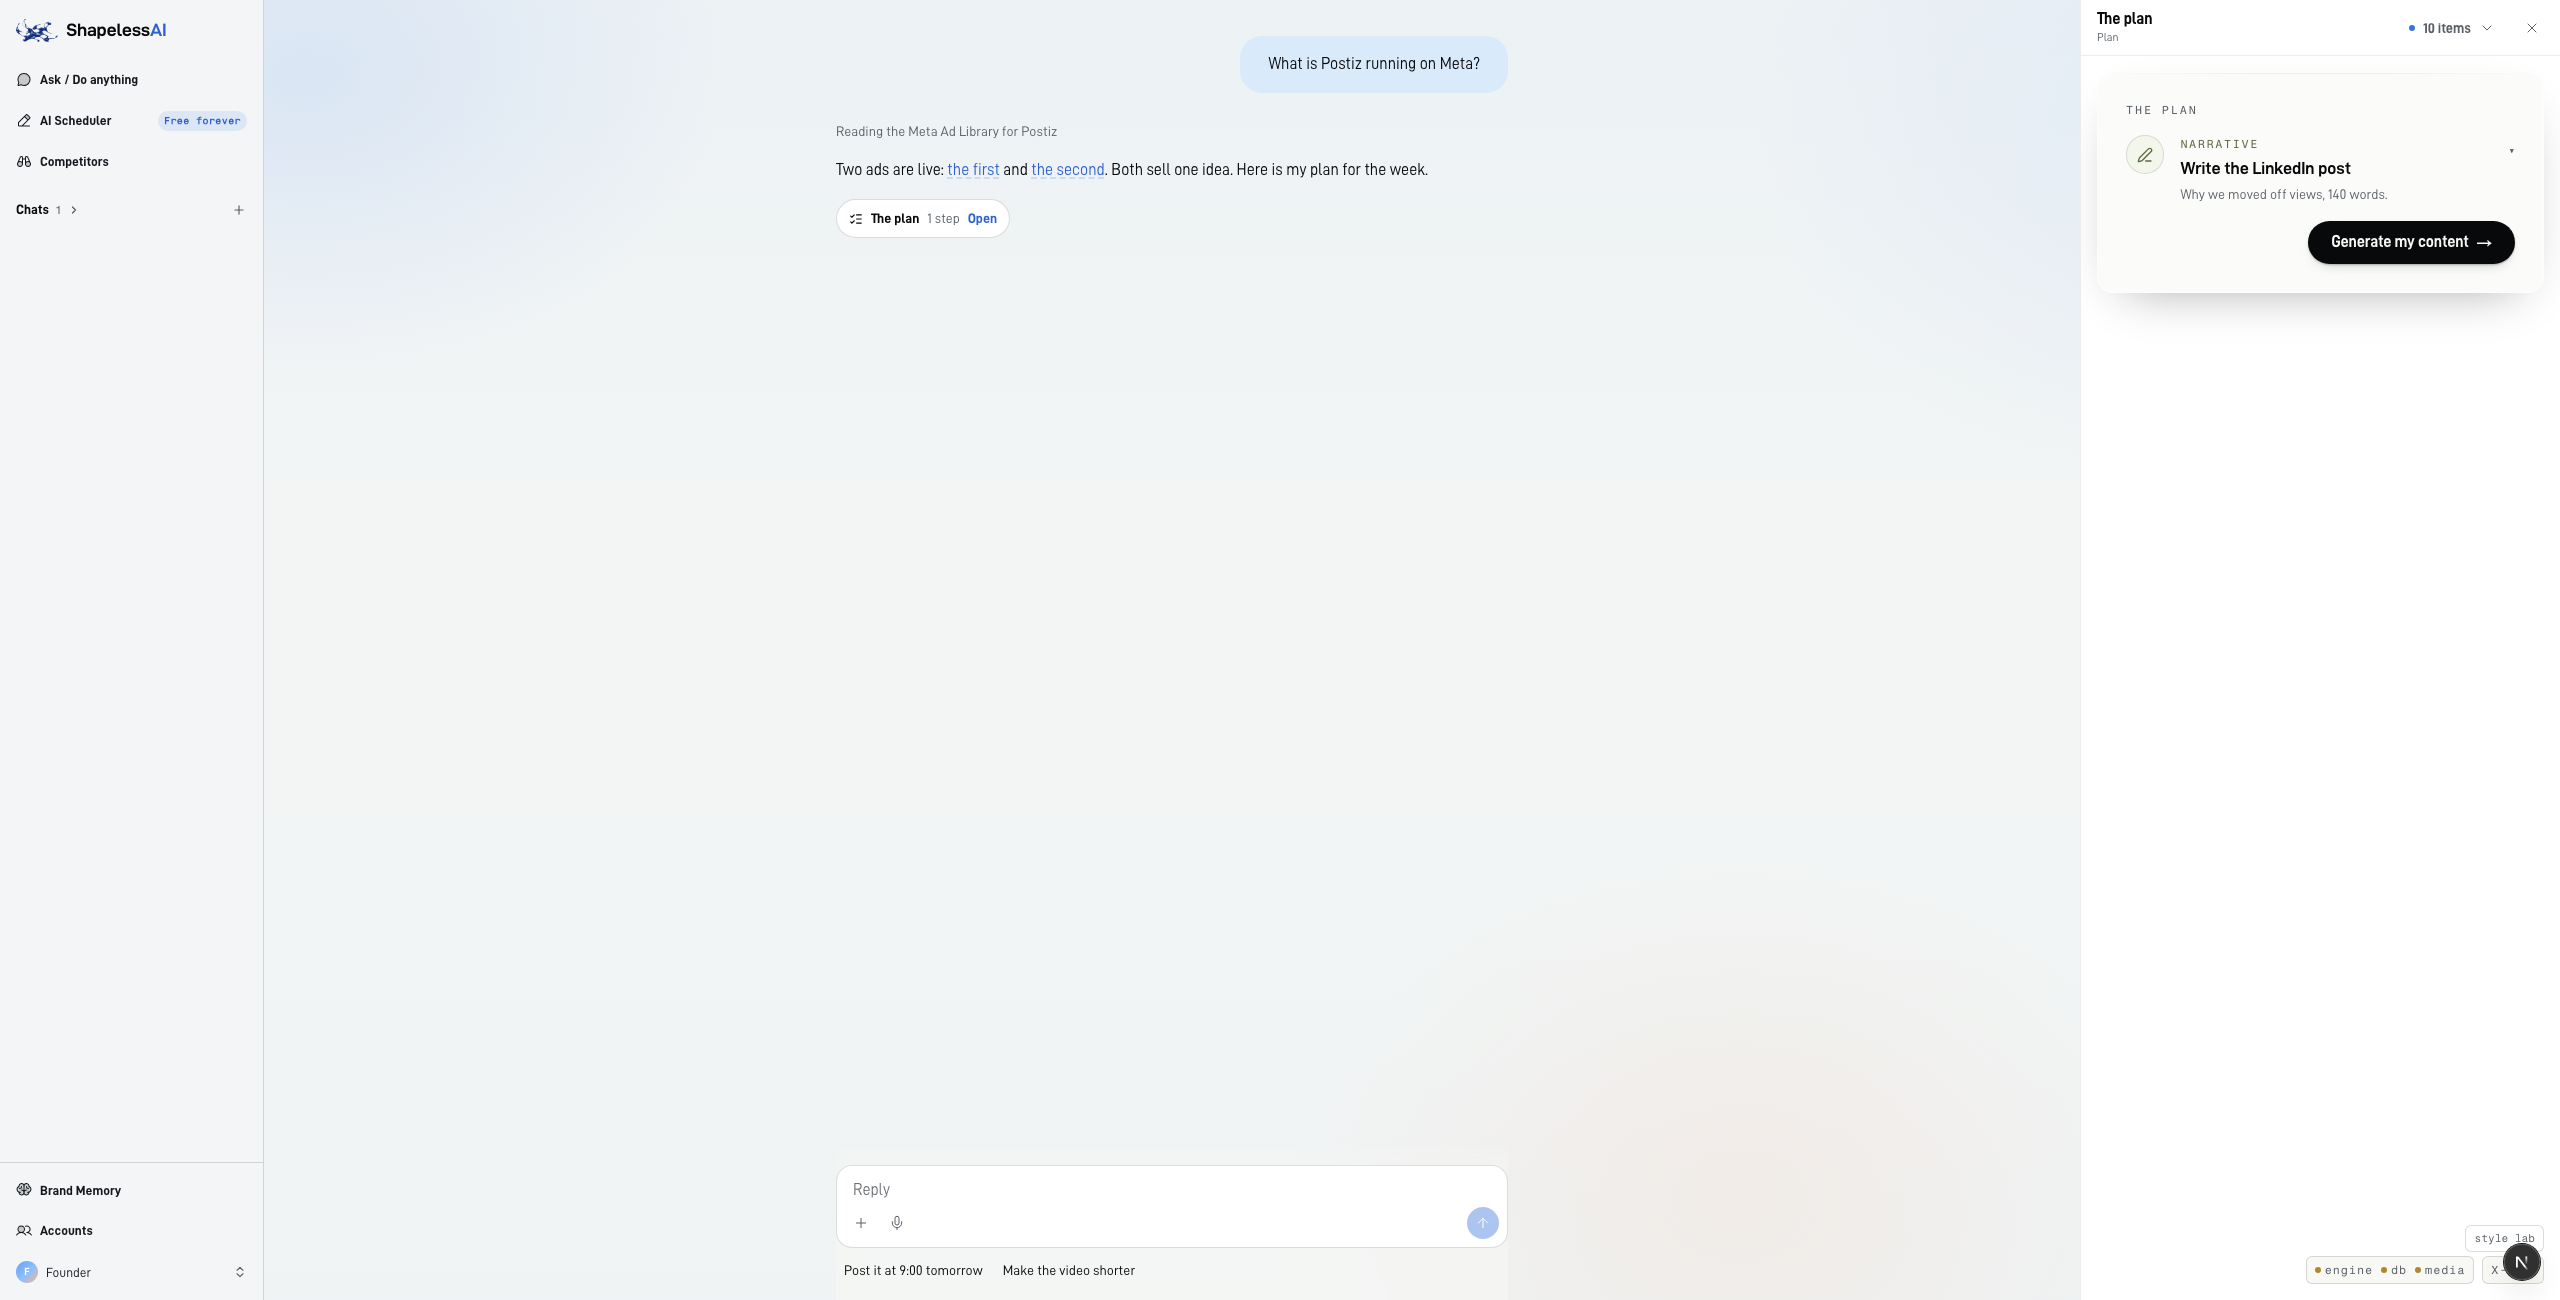 ShapelessAI
Ask / Do anything
AI Scheduler Free forever
Competitors
Chats 1
Brand Memory
Accounts
F Founder
What is Postiz running on Meta?
Reading the Meta Ad Library for Postiz
Two ads are live: the first and the second. Both sell one idea. Here is my plan for the week.
The plan 1 step Open
Reply
Post it at 9:00 tomorrow Make the video shorter
The plan
Plan
10 items
THE PLAN
NARRATIVE
Write the LinkedIn post
Why we moved off views, 140 words.
Generate my content →
style lab
engine db media
N